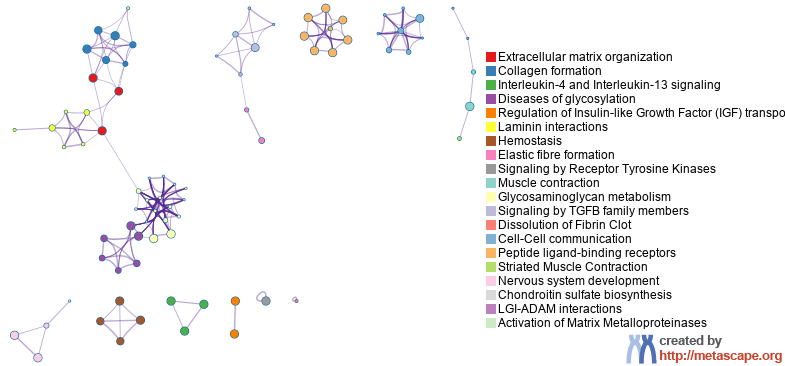 Extracellular matrix organization
Collagen formation
Interleukin-4 and Interleukin-13 signaling
Diseases of glycosylation
Regulation of Insulin-like Growth Factor (IGF) transpo
Laminin interactions
Hemostasis
Elastic fibre formation
Signaling by Receptor Tyrosine Kinases
Muscle contraction
Glycosaminoglycan metabolism
Signaling by TGFB family members
Dissolution of Fibrin Clot
Cell-Cell communication
Peptide ligand-binding receptors
Striated Muscle Contraction
Nervous system development
Chondroitin sulfate biosynthesis
LGI-ADAM interactions
Activation of Matrix Metalloproteinases
created by
http://metascape.org